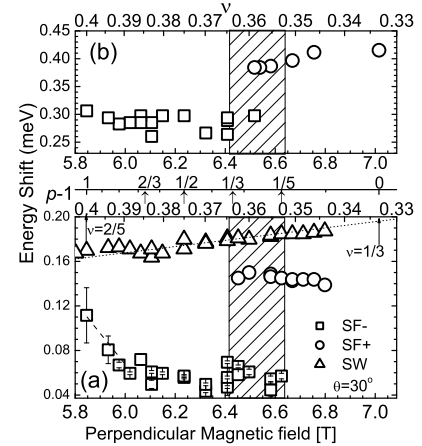 ν
0.4 0.39 0.38 0.37 0.36 0.35 0.34 0.33
(b)
0.45
0.40
0.35
0.30
0.25
5.8 6.0 6.2 6.4 6.6 6.8 7.0
Energy Shift (meV)
p-1
1 2/3 1/2 1/3 1/5 0
0.4 0.39 0.38 0.37 0.36 0.35 0.34 0.33
0.20
0.16
0.12
0.08
0.04
ν=2/5
ν=1/3
SF-
SF+
SW
θ=30°
(a)
5.8 6.0 6.2 6.4 6.6 6.8 7.0
Perpendicular Magnetic field [T]